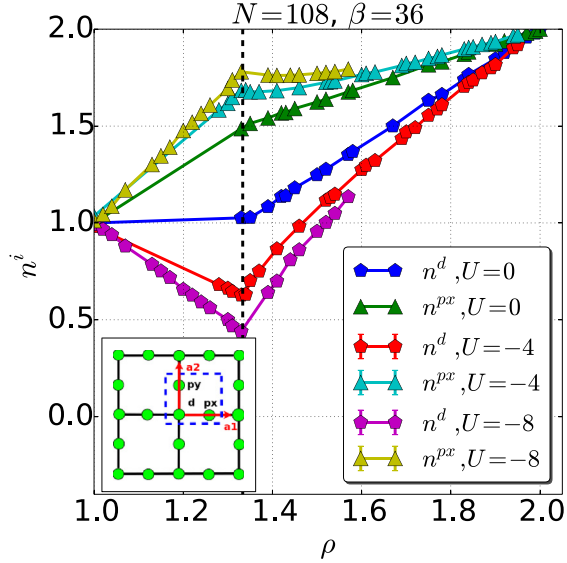 N=108, β=36
2.0
1.5
1.0
0.5
0.0
n^i
a2
py
d px
a1
n^d ,U=0
n^{px} ,U=0
n^d ,U=−4
n^{px} ,U=−4
n^d ,U=−8
n^{px} ,U=−8
1.0 1.2 1.4 1.6 1.8 2.0
ρ